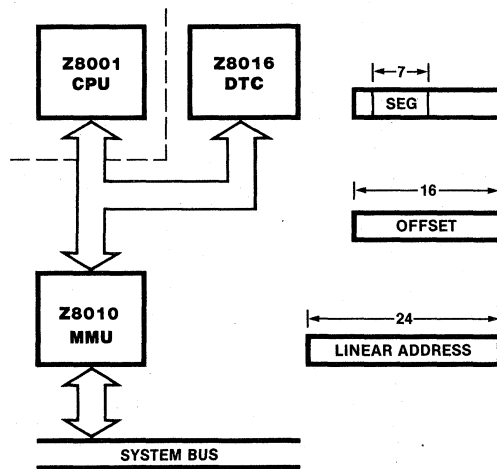 Z8001
CPU
Z8016
DTC
7
SEG
16
OFFSET
Z8010
MMU
24
LINEAR ADDRESS
SYSTEM BUS